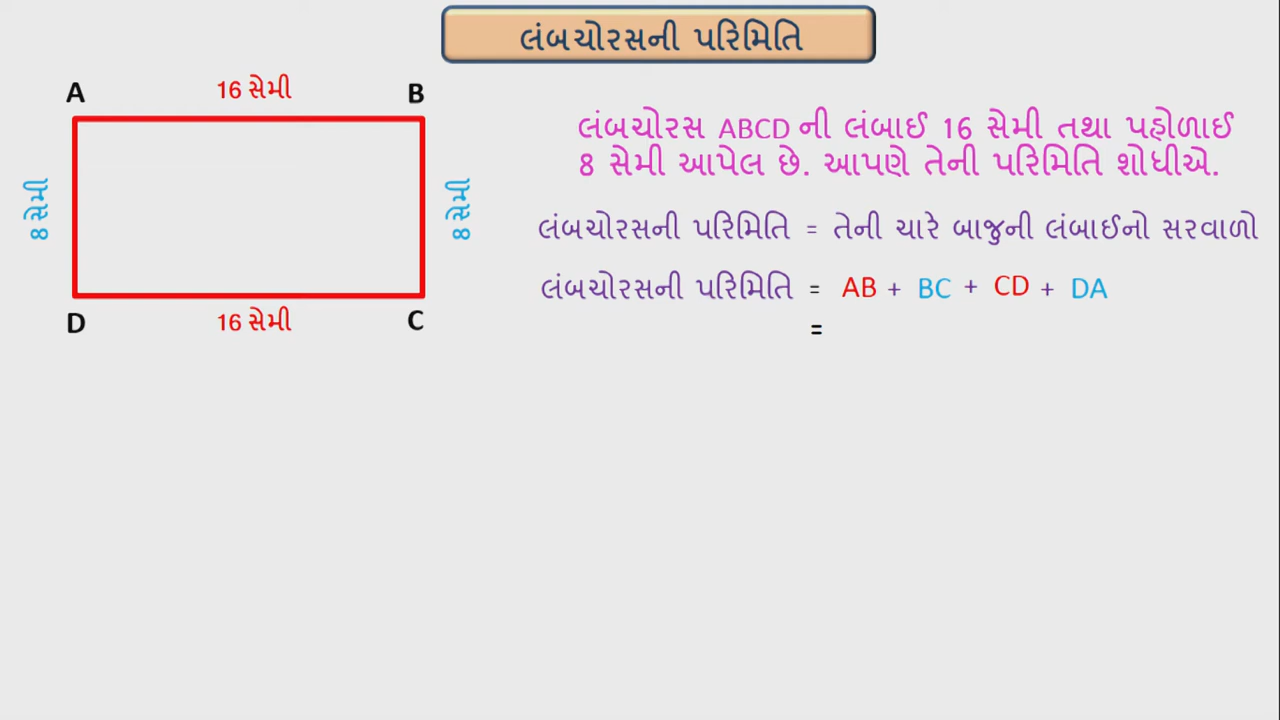 લંબચોરસની પરિમિતિ
A 16 સેમી B
8 સેમી
8 સેમી
D 16 સેમી C
લંબચોરસ ABCD ની લંબાઈ 16 સેમી તથા પહોળાઈ
8 સેમી આપેલ છે. આપણે તેની પરિમિતિ શોધીએ.
લંબચોરસની પરિમિતિ = તેની ચારે બાજુની લંબાઈનો સરવાળો
લંબચોરસની પરિમિતિ = AB + BC + CD + DA
=